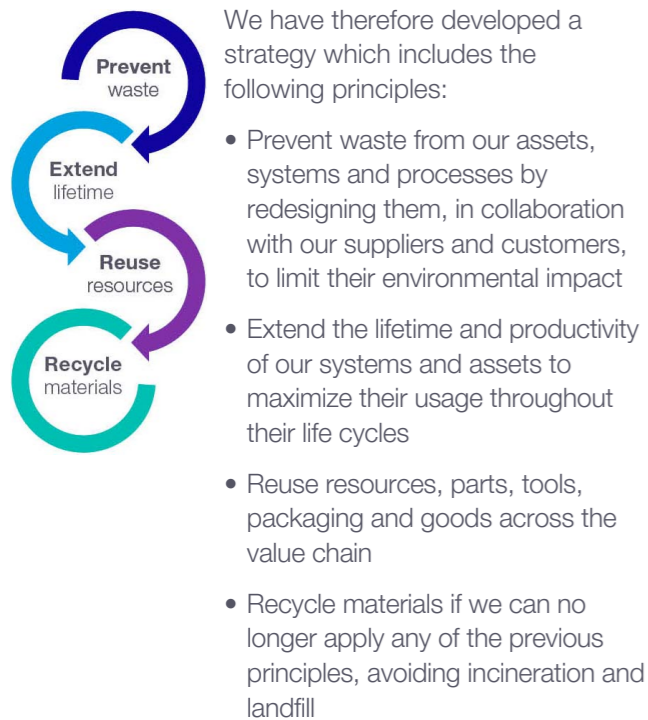 Prevent
waste
Extend
lifetime
Reuse
resources
Recycle
materials
We have therefore developed a
strategy which includes the
following principles:
• Prevent waste from our assets,
systems and processes by
redesigning them, in collaboration
with our suppliers and customers,
to limit their environmental impact
• Extend the lifetime and productivity
of our systems and assets to
maximize their usage throughout
their life cycles
• Reuse resources, parts, tools,
packaging and goods across the
value chain
• Recycle materials if we can no
longer apply any of the previous
principles, avoiding incineration and
landfill